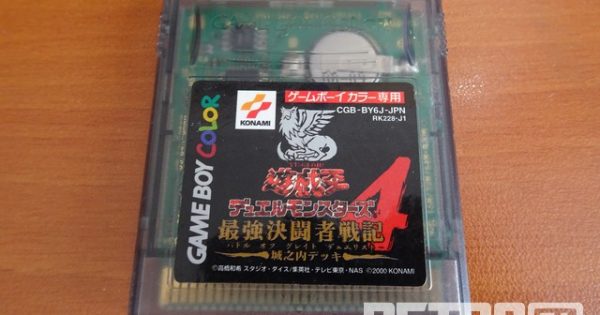 GAME BOY COLOR
KONAMI
ゲームボーイ カラー専用
CGB-BY6J-JPN
RK228-J1
遊戯王
デュエルモンスターズ4
最強決闘者戦記
バトル オブ グレイト デュエリスト
城之内デッキ
©高橋和希 スタジオ・ダイス/集英社・テレビ東京・NAS ©2000 KONAMI